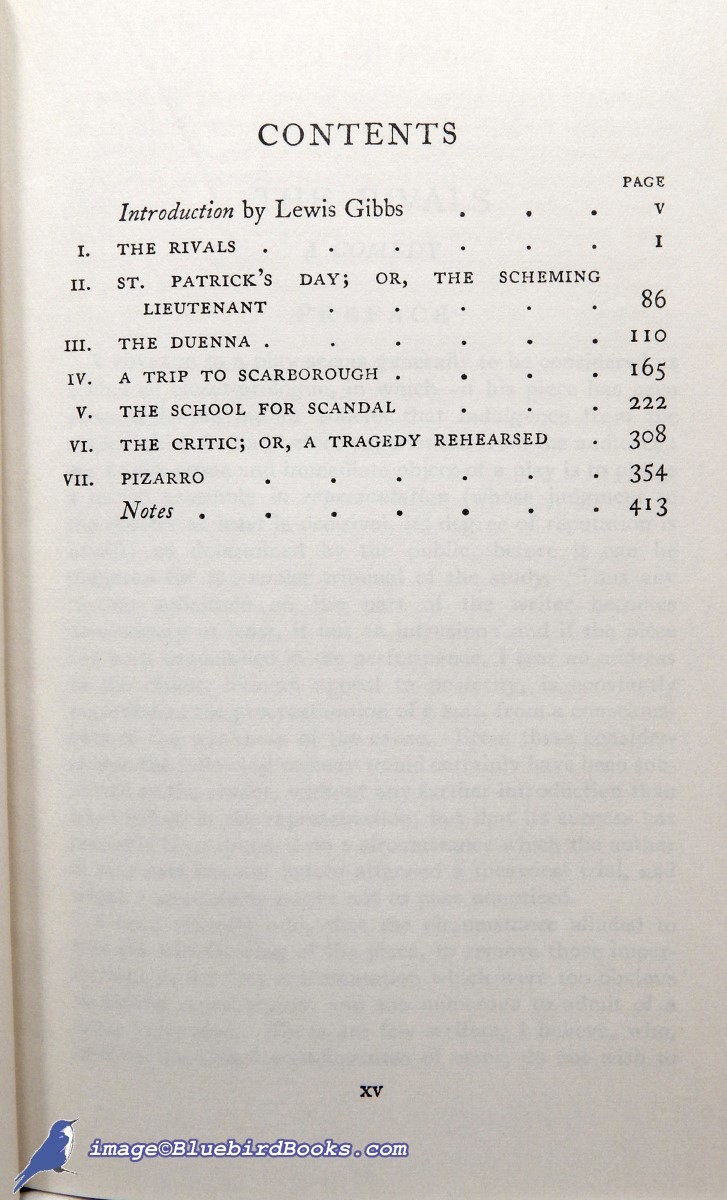 CONTENTS
PAGE
Introduction by Lewis Gibbs . . . v
I. THE RIVALS . . . . . . 1
II. ST. PATRICK'S DAY; OR, THE SCHEMING
LIEUTENANT . . . . . 86
III. THE DUENNA . . . . . . 110
IV. A TRIP TO SCARBOROUGH . . . . 165
V. THE SCHOOL FOR SCANDAL . . . 222
VI. THE CRITIC; OR, A TRAGEDY REHEARSED 308
VII. PIZARRO . . . . . . 354
Notes . . . . . . . 413
xv
image©BluebirdBooks.com